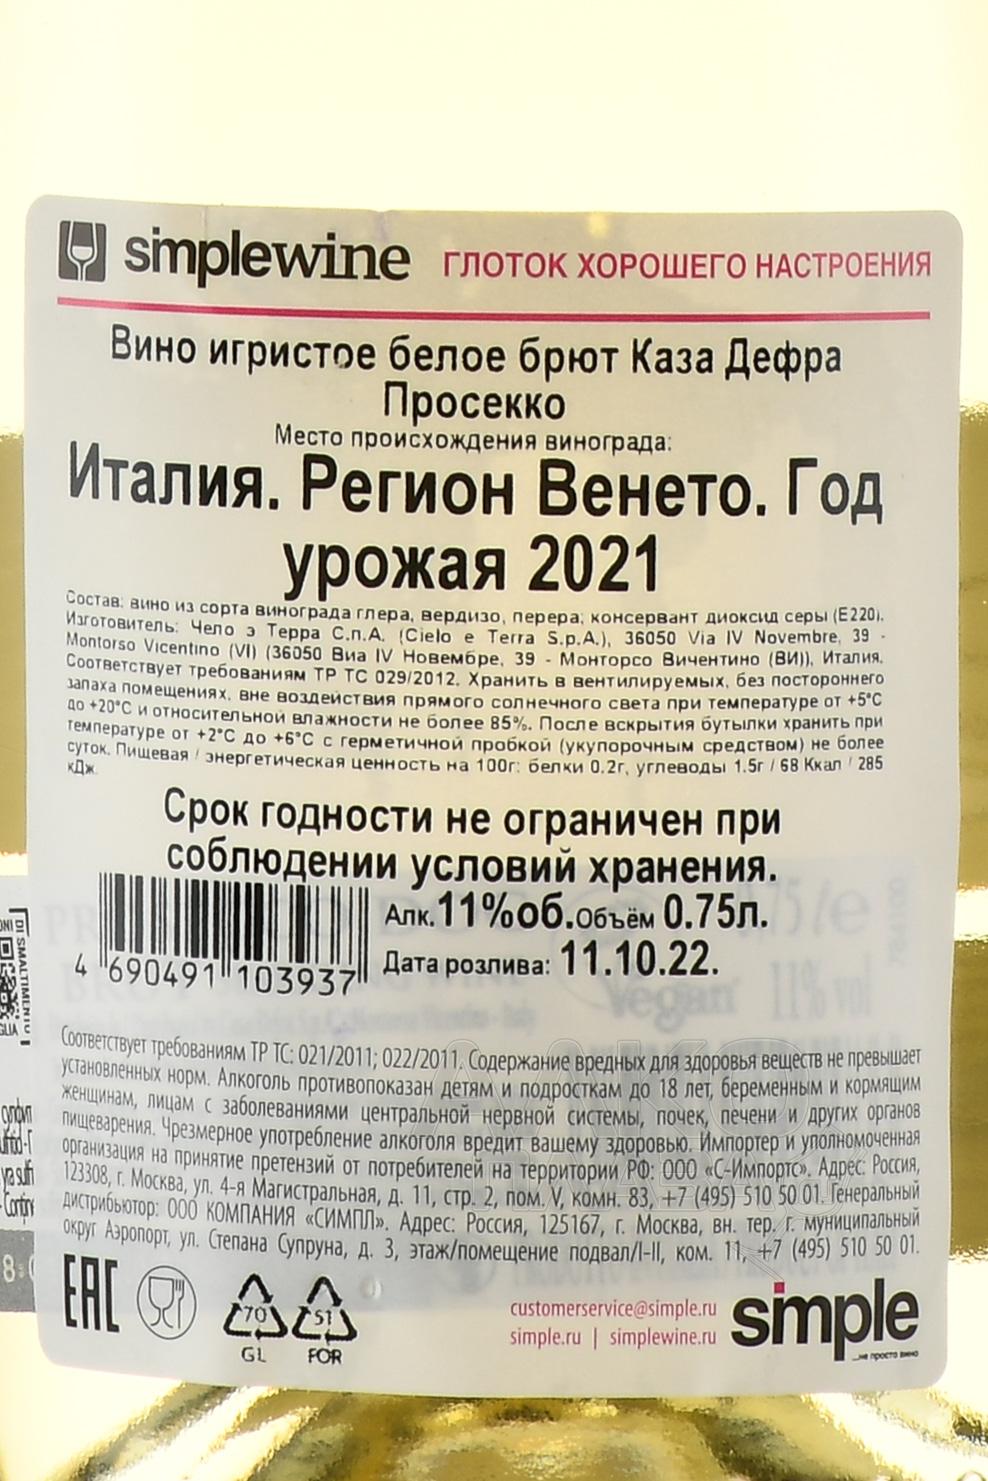 simplewine ГЛОТОК ХОРОШЕГО НАСТРОЕНИЯ
Вино игристое белое брют Каза Дефра
Просекко
Место происхождения винограда:
Италия. Регион Венето. Год
урожая 2021
Состав: вино из сорта винограда глера, вердизо, перера; консервант диоксид серы (Е220).
Изготовитель: Чело э Терра С.п.А. (Cielo e Terra S.p.A.), 36050 Via IV Novembre, 39 -
Montorso Vicentino (VI) (36050 Виа IV Новембре, 39 - Монторсо Вичентино (ВИ)), Италия.
Соответствует требованиям ТР ТС 029/2012. Хранить в вентилируемых, без постороннего
запаха помещениях, вне воздействия прямого солнечного света при температуре от +5°С
до +20°С и относительной влажности не более 85%. После вскрытия бутылки хранить при
температуре от +2°С до +6°С с герметичной пробкой (укупорочным средством) не более
суток. Пищевая / энергетическая ценность на 100г: белки 0.2г, углеводы 1.5г / 68 Ккал / 285
кДж.
Срок годности не ограничен при
соблюдении условий хранения.
Алк. 11%об. Объём 0.75л.
4 690491 103937
Дата розлива: 11.10.22.
Vegan 11% vol
Соответствует требованиям ТР ТС: 021/2011; 022/2011. Содержание вредных для здоровья веществ не превышает
установленных норм. Алкоголь противопоказан детям и подросткам до 18 лет, беременным и кормящим
женщинам, лицам с заболеваниями центральной нервной системы, почек, печени и других органов
пищеварения. Чрезмерное употребление алкоголя вредит вашему здоровью. Импортер и уполномоченная
организация на принятие претензий от потребителей на территории РФ: ООО «С-Импортс». Адрес: Россия,
123308, г. Москва, ул. 4-я Магистральная, д. 11, стр. 2, пом. V, комн. 83, +7 (495) 510 50 01. Генеральный
дистрибьютор: ООО КОМПАНИЯ «СИМПЛ». Адрес: Россия, 125167, г. Москва, вн. тер. г. муниципальный
округ Аэропорт, ул. Степана Супруна, д. 3, этаж/помещение подвал/I-II, ком. 11, +7 (495) 510 50 01.
EAC
70
GL
51
FOR
customerservice@simple.ru
simple.ru | simplewine.ru
simple
...не просто вино
DI SMALTIMENTO